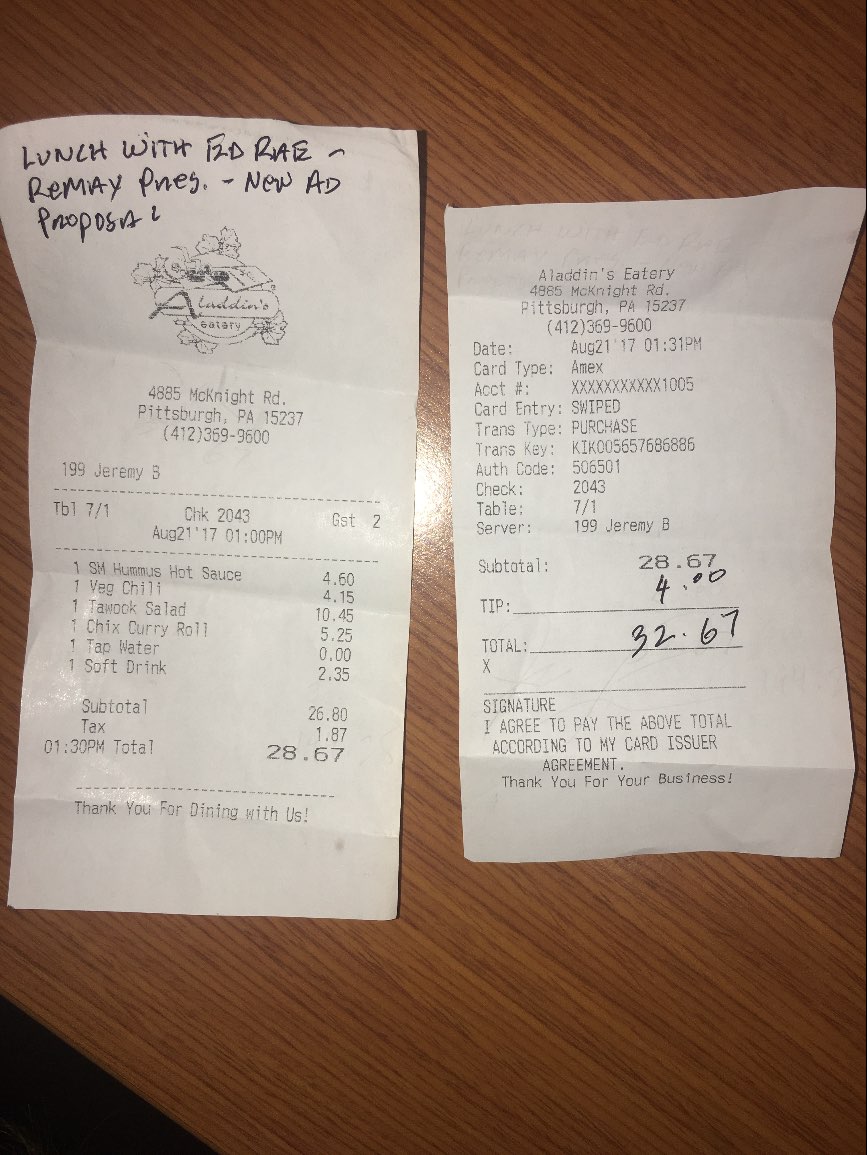 LUNCH WITH ED RAE -
REMAX PRES. - NEW AD
PROPOSAL
Aladdin's
eatery
4885 McKnight Rd.
Pittsburgh, PA 15237
(412)369-9600
199 Jeremy B
Tbl 7/1 Chk 2043 Gst 2
Aug21'17 01:00PM
1 SM Hummus Hot Sauce 4.60
1 Veg Chili 4.15
1 Tawook Salad 10.45
1 Chix Curry Roll 5.25
1 Tap Water 0.00
1 Soft Drink 2.35
Subtotal 26.80
Tax 1.87
01:30PM Total 28.67
Thank You For Dining with Us!
Aladdin's Eatery
4885 McKnight Rd.
Pittsburgh, PA 15237
(412)369-9600
Date: Aug21'17 01:31PM
Card Type: Amex
Acct #: XXXXXXXXXXX1005
Card Entry: SWIPED
Trans Type: PURCHASE
Trans Key: KIK005657686886
Auth Code: 506501
Check: 2043
Table: 7/1
Server: 199 Jeremy B
Subtotal: 28.67
TIP: 4.00
TOTAL: 32.67
X
SIGNATURE
I AGREE TO PAY THE ABOVE TOTAL
ACCORDING TO MY CARD ISSUER
AGREEMENT.
Thank You For Your Business!